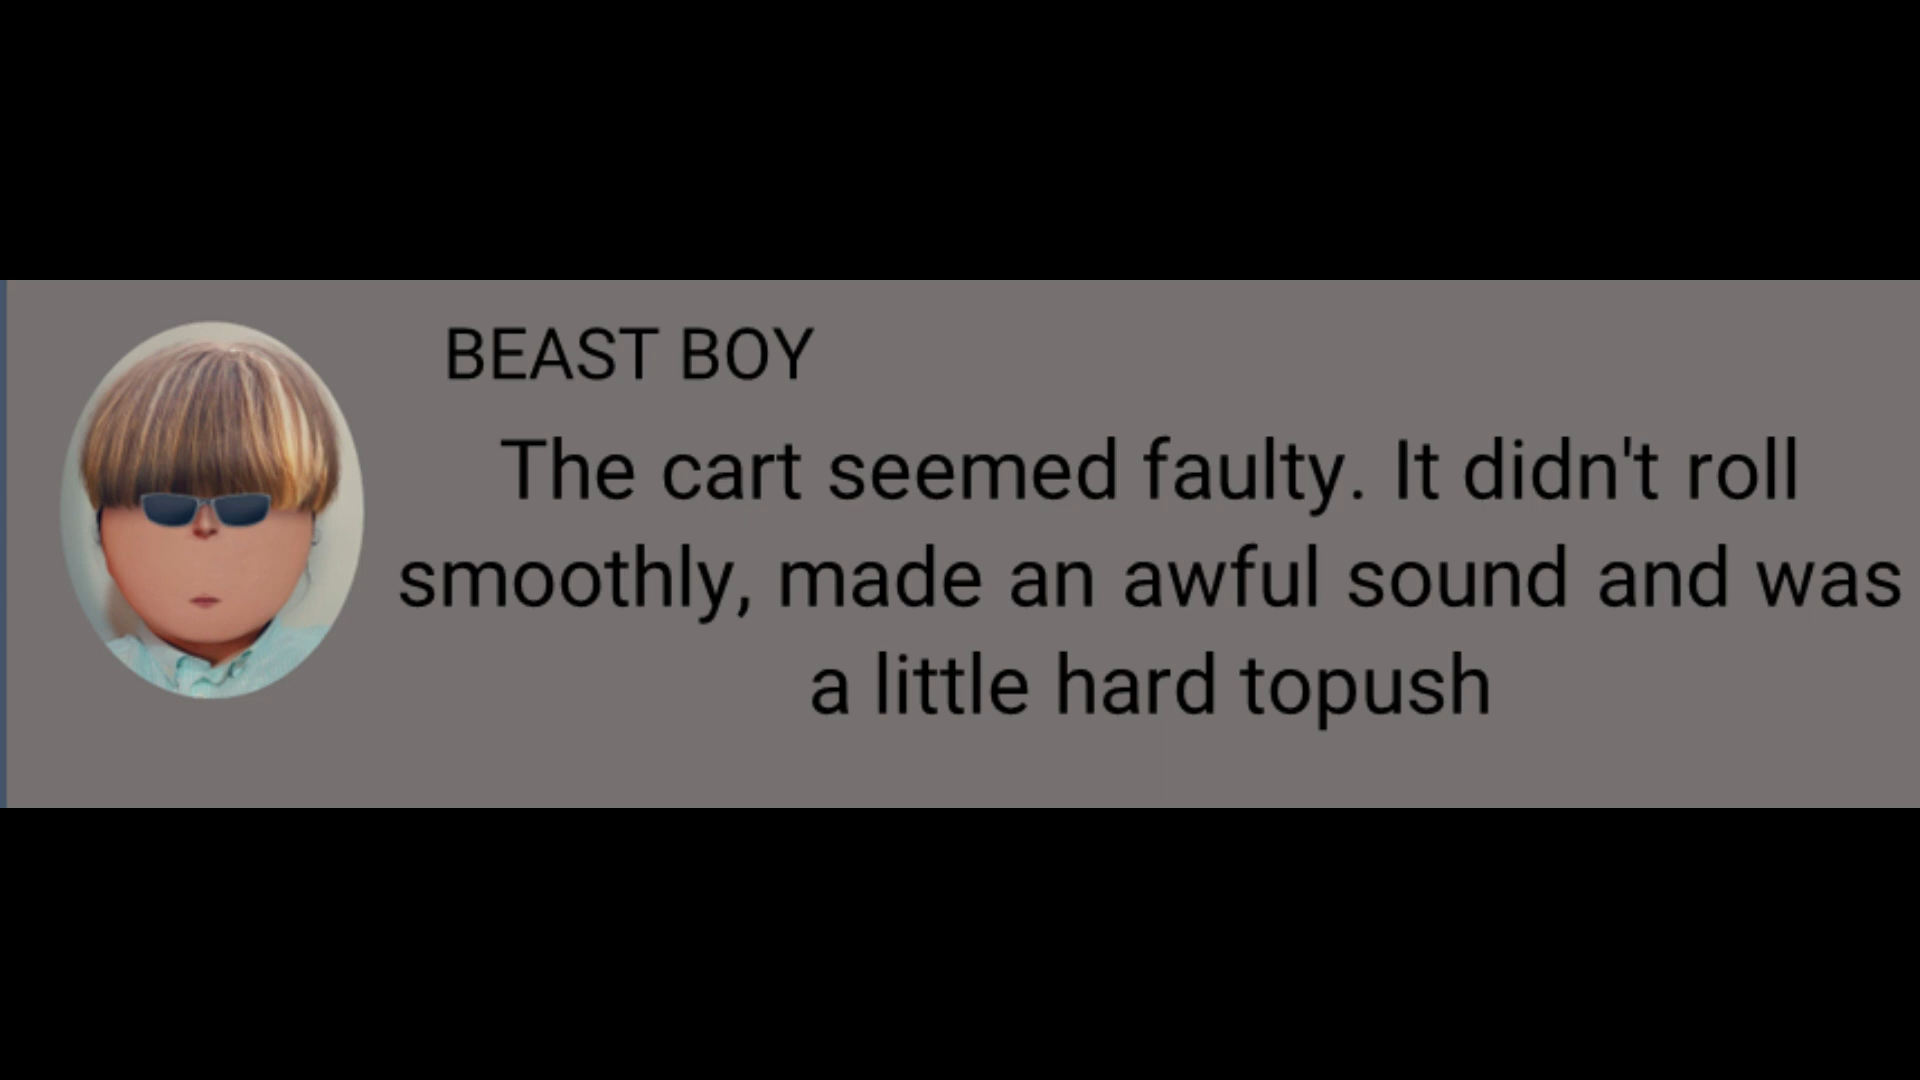 BEAST BOY
The cart seemed faulty. It didn't roll
smoothly, made an awful sound and was
a little hard topush